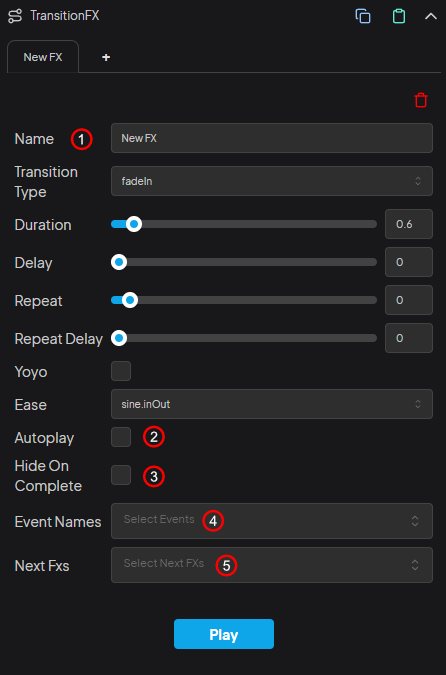 TransitionFX
New FX +
Name 1 New FX
Transition
Type
fadeIn
Duration 0.6
Delay 0
Repeat 0
Repeat Delay 0
Yoyo
Ease sine.inOut
Autoplay 2
Hide On
Complete
3
Event Names Select Events 4
Next Fxs Select Next FXs 5
Play